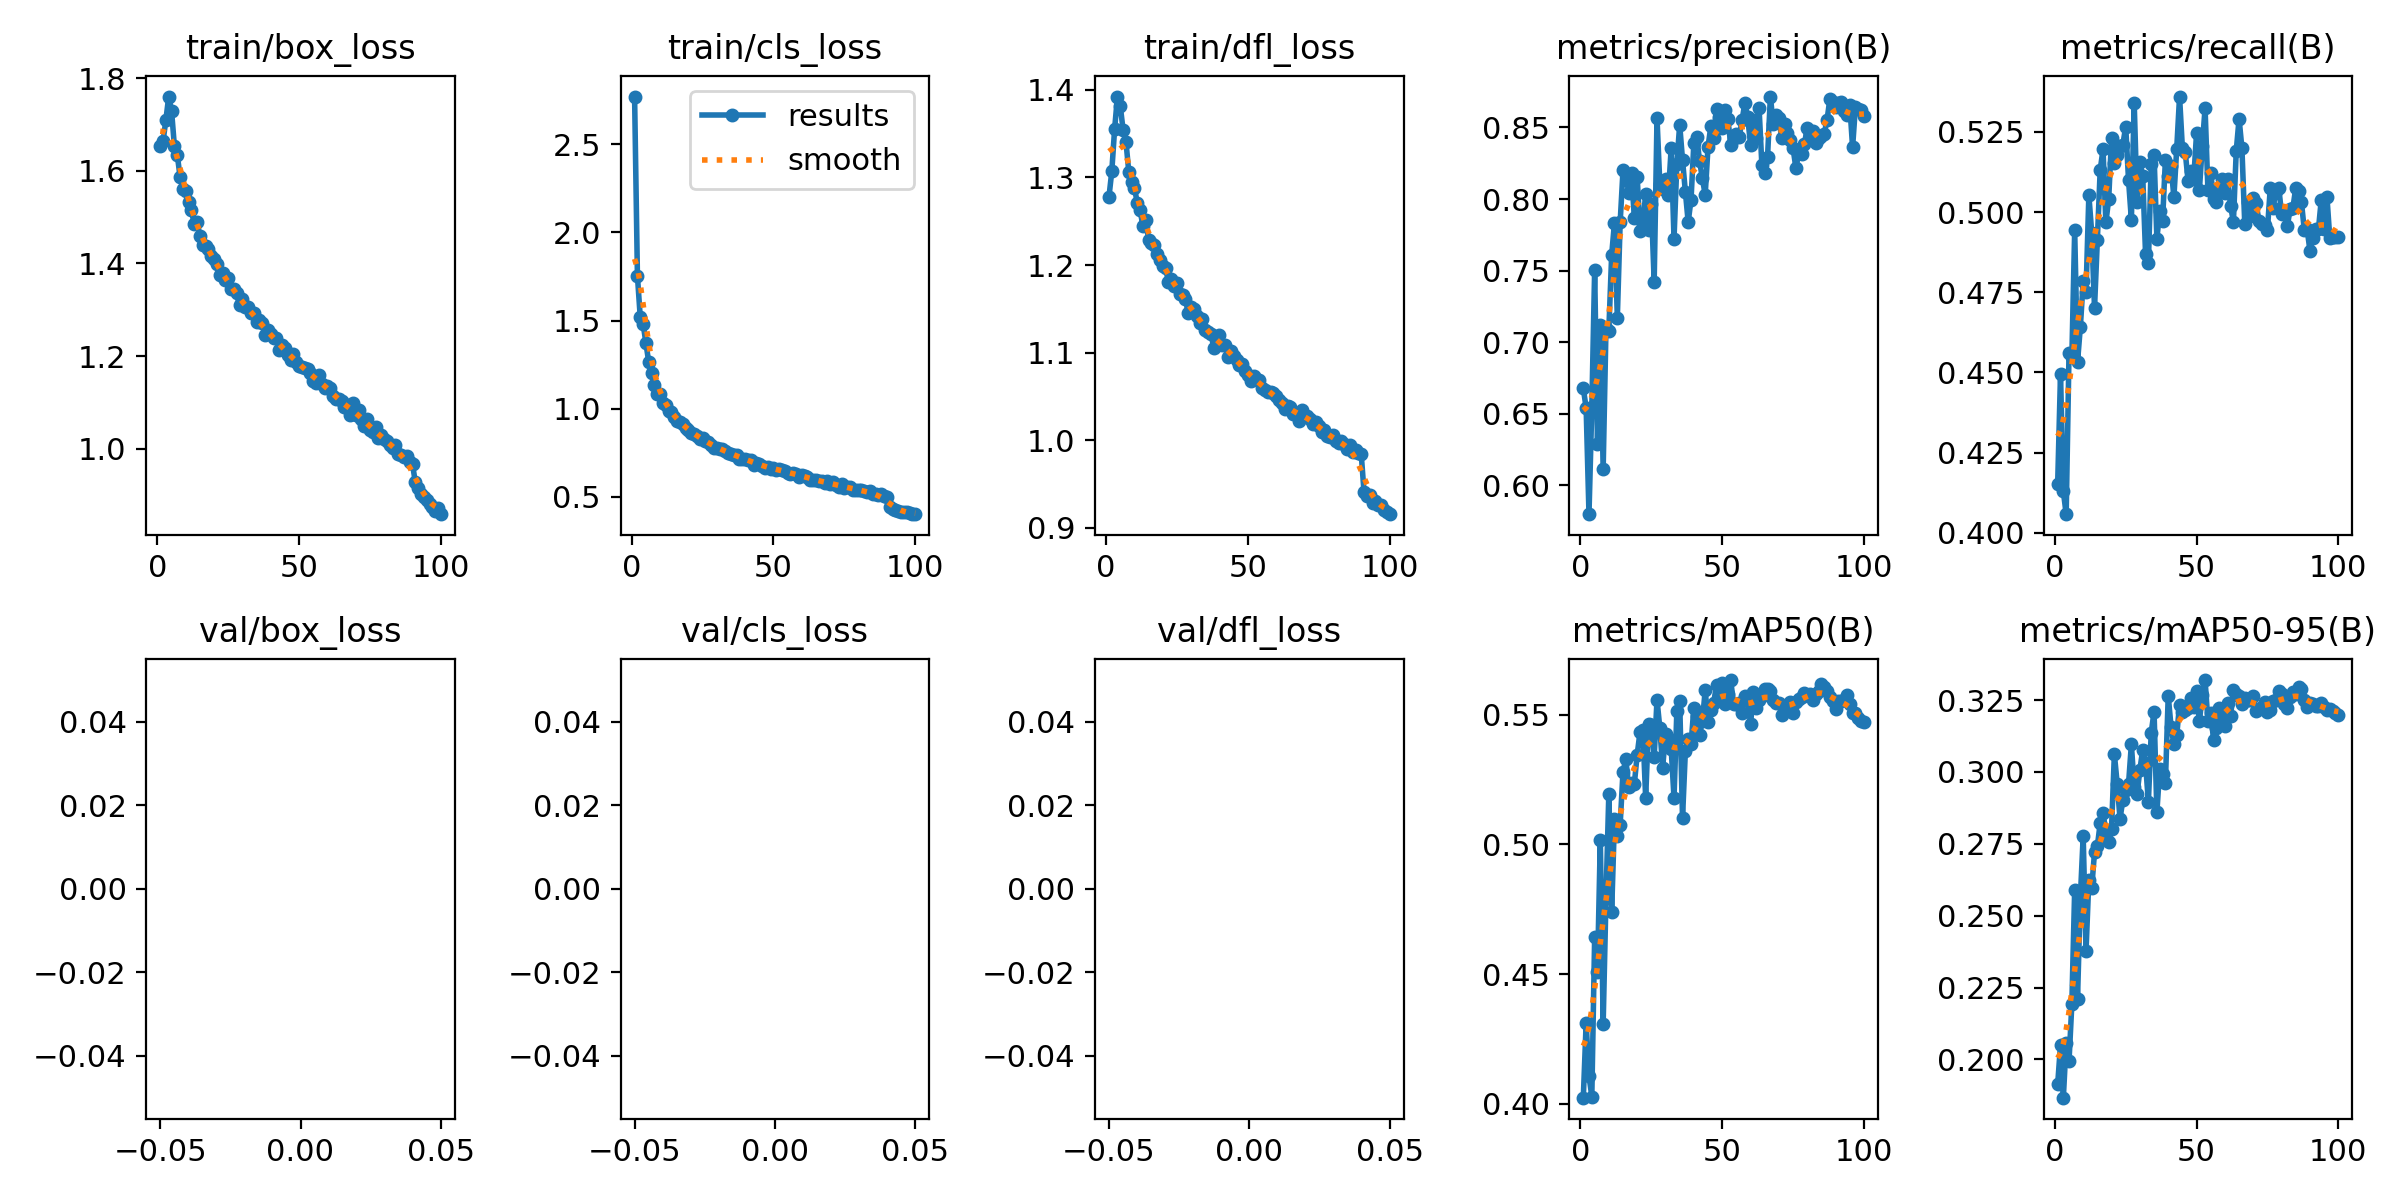 train/box_loss
1.8
1.6
1.4
1.2
1.0
0 50 100
train/cls_loss
results
smooth
2.5
2.0
1.5
1.0
0.5
0 50 100
train/dfl_loss
1.4
1.3
1.2
1.1
1.0
0.9
0 50 100
metrics/precision(B)
0.85
0.80
0.75
0.70
0.65
0.60
0 50 100
metrics/recall(B)
0.525
0.500
0.475
0.450
0.425
0.400
0 50 100
val/box_loss
0.04
0.02
0.00
−0.02
−0.04
−0.05 0.00 0.05
val/cls_loss
0.04
0.02
0.00
−0.02
−0.04
−0.05 0.00 0.05
val/dfl_loss
0.04
0.02
0.00
−0.02
−0.04
−0.05 0.00 0.05
metrics/mAP50(B)
0.55
0.50
0.45
0.40
0 50 100
metrics/mAP50-95(B)
0.325
0.300
0.275
0.250
0.225
0.200
0 50 100